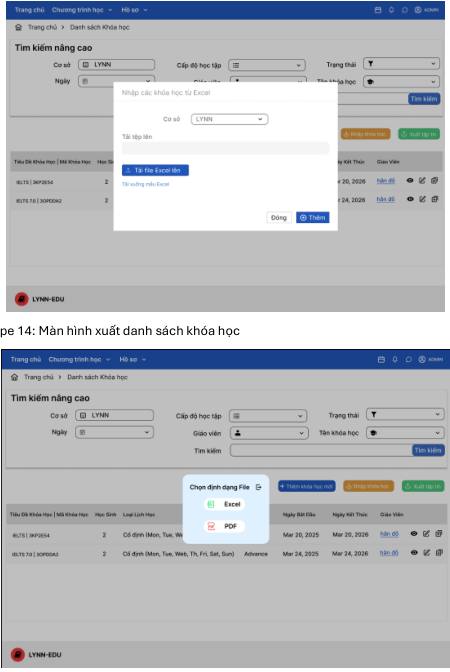 Trang chủ Chương trình học Hồ sơ ADMIN
Trang chủ > Danh sách Khóa học
Tìm kiếm nâng cao
Cơ sở LYNN Cấp độ học tập Trạng thái
Ngày Tên khóa học
Nhập các khóa học từ Excel
Tìm kiếm
Cơ sở LYNN
Nhập khóa học Xuất tập tin
Tải tệp lên
Tiêu Đề Khóa Học | Mã Khóa Học Học Sinh Ngày Kết Thúc Giáo Viên
Tải file Excel lên
IELTS | 3KP2E54 2 Mar 20, 2026 hân đỗ
Tải xuống mẫu Excel
IELTS 7.0 | 3OPDDA2 2 Mar 24, 2026 hân đỗ
Đóng Thêm
LYNN-EDU
pe 14: Màn hình xuất danh sách khóa học
Trang chủ Chương trình học Hồ sơ ADMIN
Trang chủ > Danh sách Khóa học
Tìm kiếm nâng cao
Cơ sở LYNN Cấp độ học tập Trạng thái
Ngày Giáo viên Tên khóa học
Tìm kiếm Tìm kiếm
Chọn định dạng File
+ Thêm khóa học mới Nhập khóa học Xuất tập tin
Excel
Tiêu Đề Khóa Học | Mã Khóa Học Học Sinh Loại Lịch Học Ngày Bắt Đầu Ngày Kết Thúc Giáo Viên
PDF
IELTS | 3KP2E54 2 Cố định (Mon, Tue, Mar 20, 2025 Mar 20, 2026 hân đỗ
IELTS 7.0 | 3OPDDA2 2 Cố định (Mon, Tue, Web, Th, Fri, Sat, Sun) Advance Mar 24, 2025 Mar 24, 2026 hân đỗ
LYNN-EDU